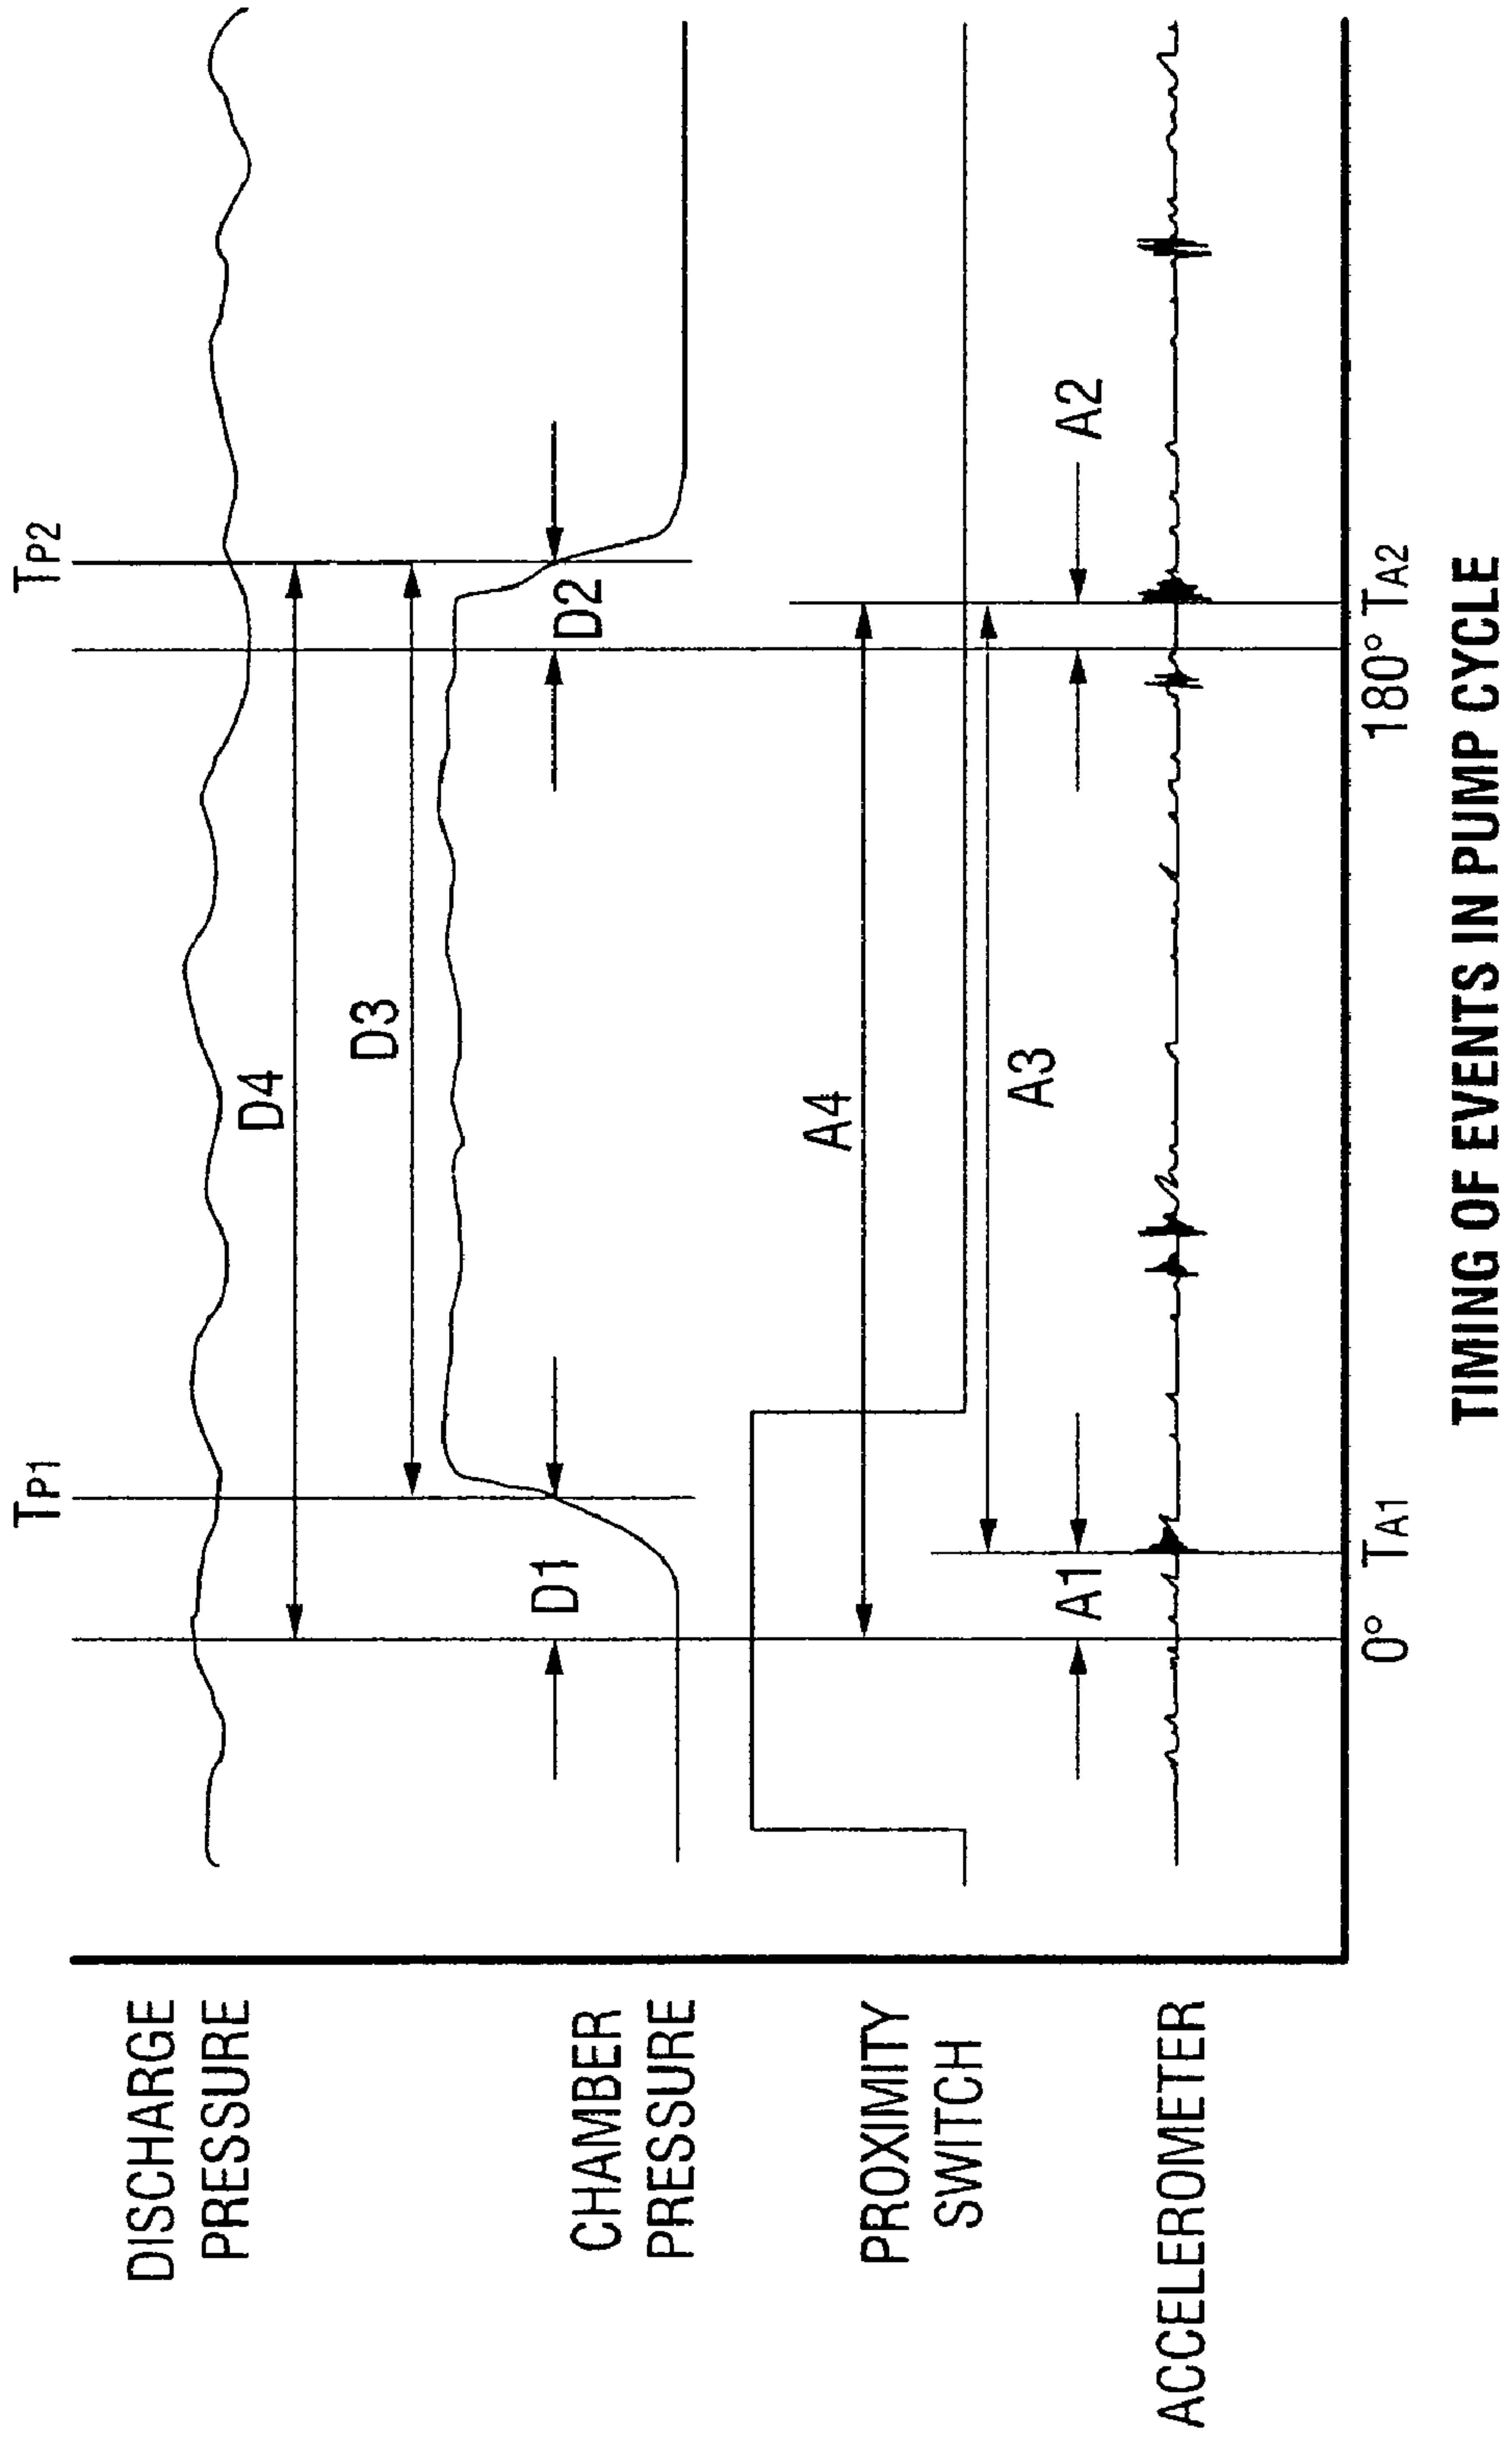 TP1
TP2
DISCHARGE
PRESSURE
D4
D3
CHAMBER
PRESSURE
D1
D2
PROXIMITY
SWITCH
A4
A3
A1
A2
ACCELEROMETER
0°
TA1
180°
TA2
TIMING OF EVENTS IN PUMP CYCLE